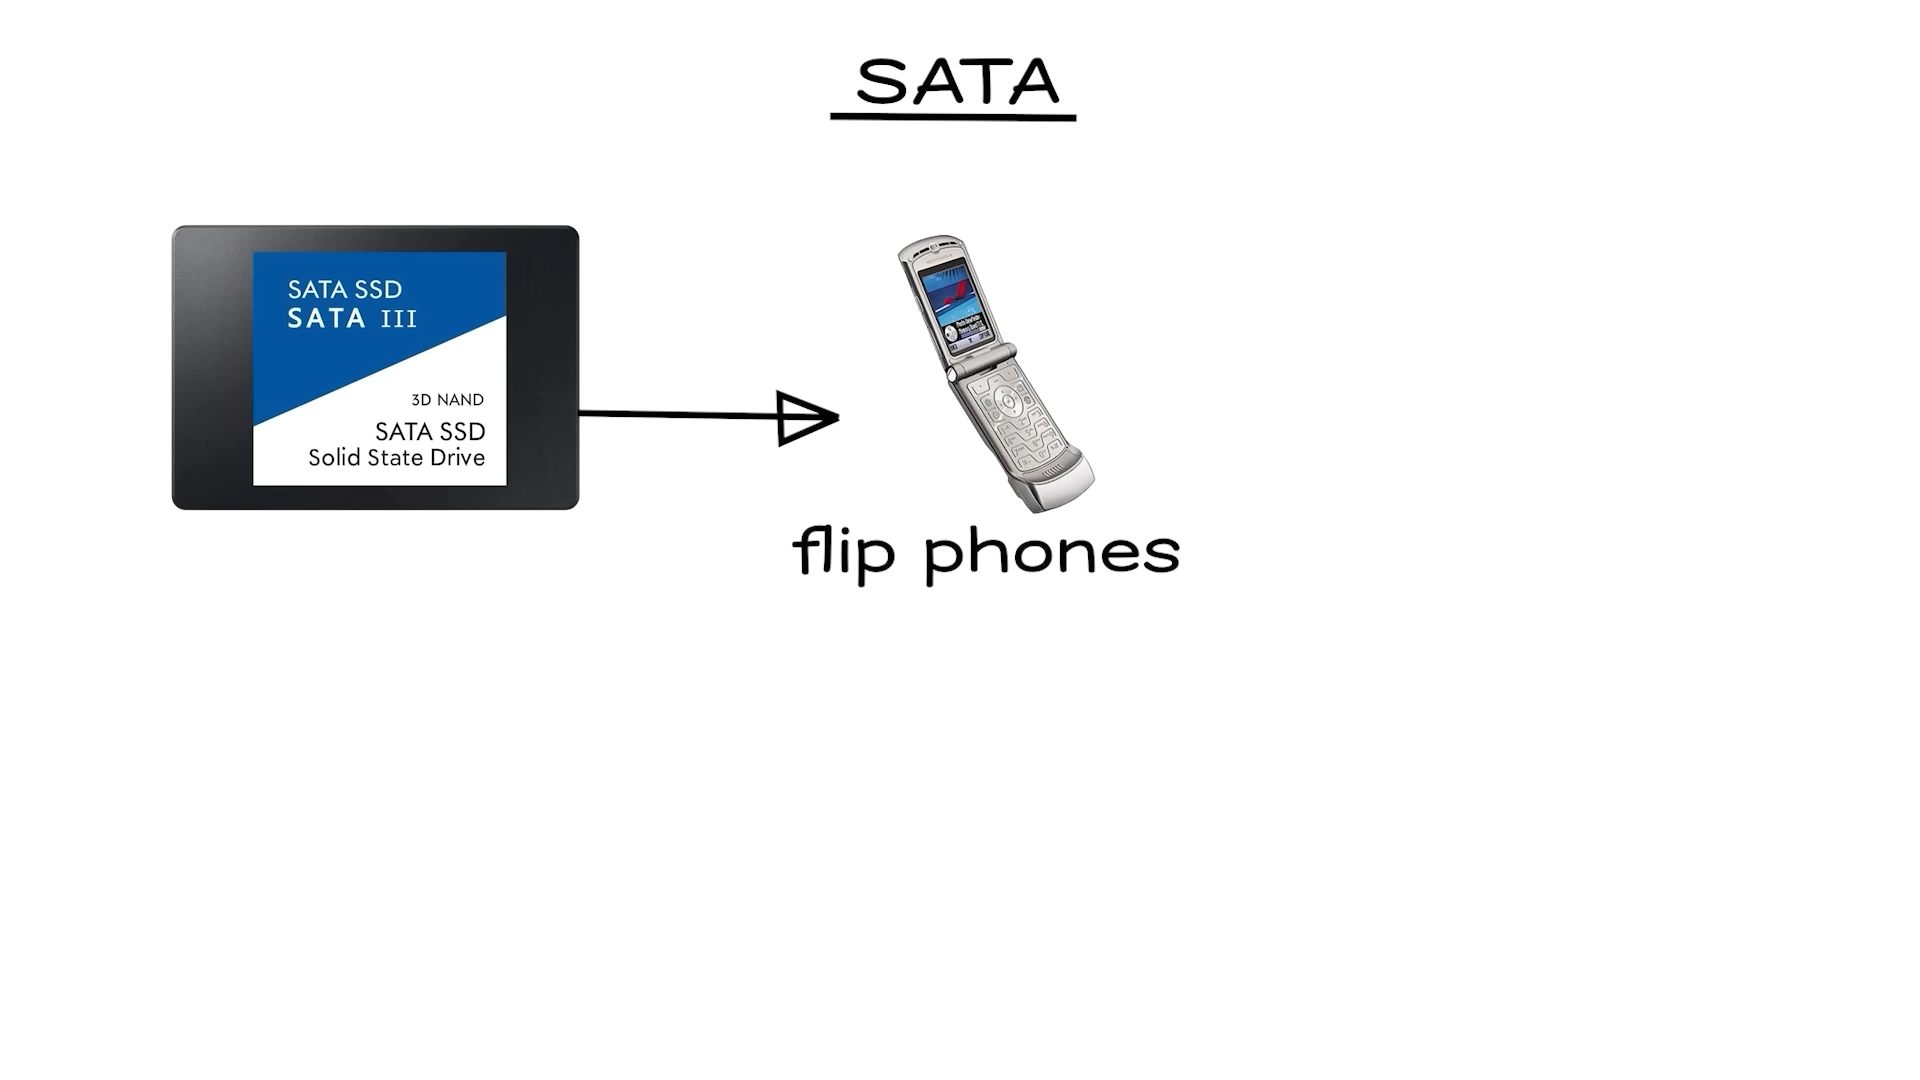 SATA
SATA SSD
SATA III
3D NAND
SATA SSD
Solid State Drive
flip phones